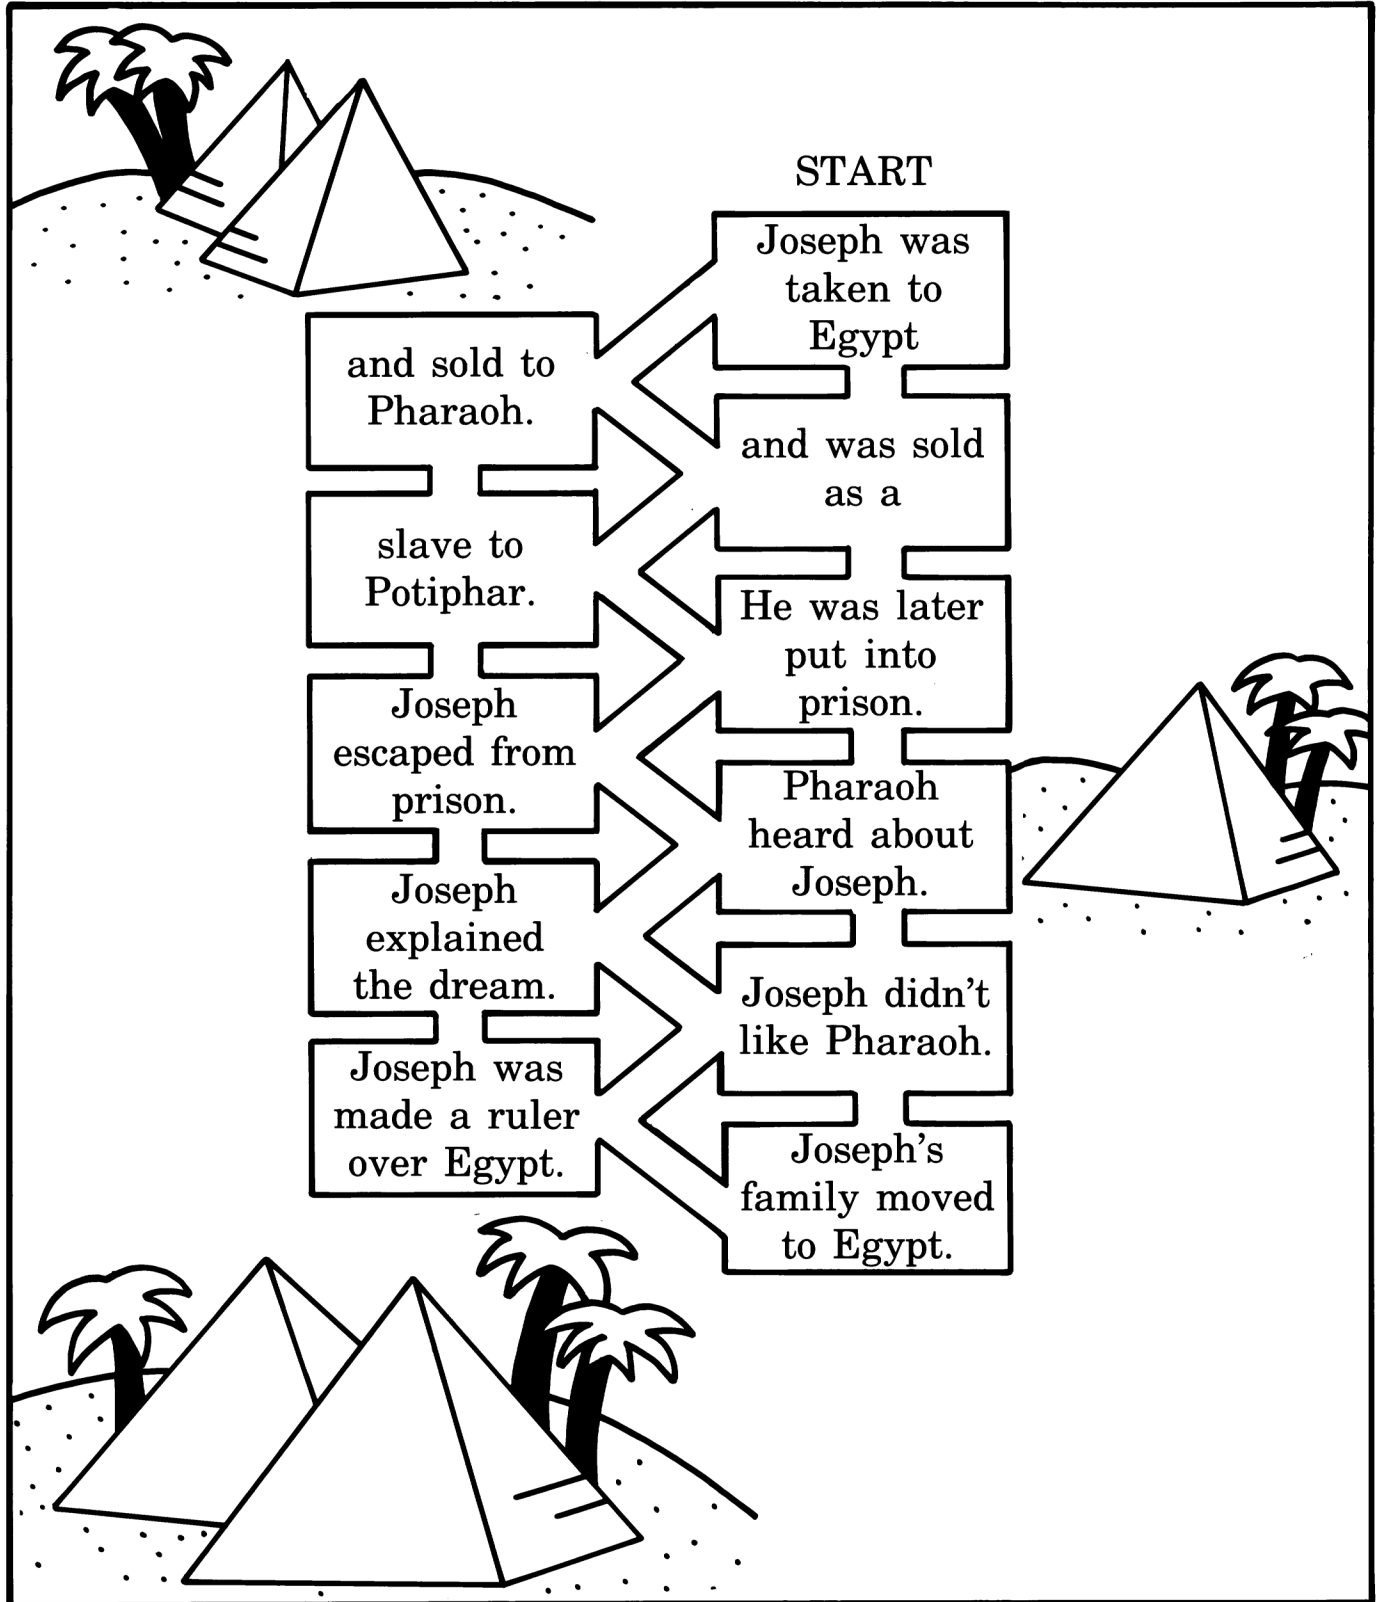 START
Joseph was
taken to
Egypt
and sold to
Pharaoh.
and was sold
as a
slave to
Potiphar.
He was later
put into
prison.
Joseph
escaped from
prison.
Pharaoh
heard about
Joseph.
Joseph
explained
the dream.
Joseph didn't
like Pharaoh.
Joseph was
made a ruler
over Egypt.
Joseph's
family moved
to Egypt.